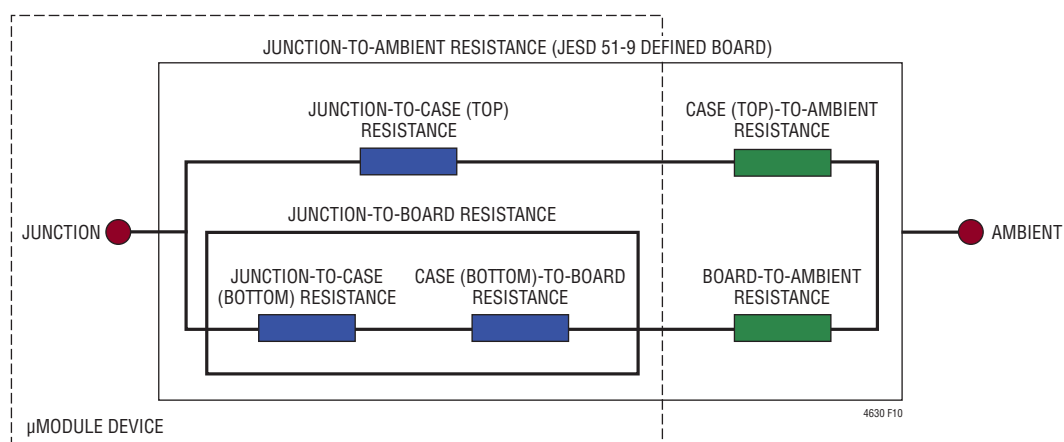 JUNCTION-TO-AMBIENT RESISTANCE (JESD 51-9 DEFINED BOARD)
JUNCTION-TO-CASE (TOP)
RESISTANCE
CASE (TOP)-TO-AMBIENT
RESISTANCE
JUNCTION-TO-BOARD RESISTANCE
JUNCTION
AMBIENT
JUNCTION-TO-CASE
(BOTTOM) RESISTANCE
CASE (BOTTOM)-TO-BOARD
RESISTANCE
BOARD-TO-AMBIENT
RESISTANCE
4630 F10
µMODULE DEVICE